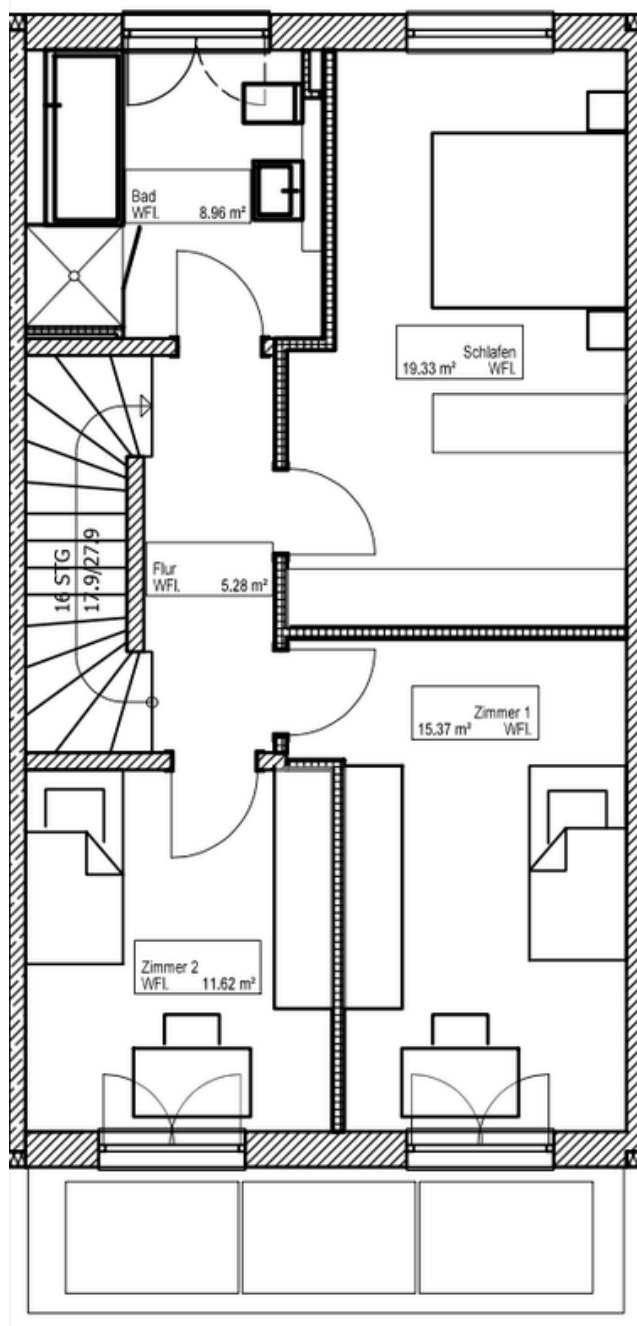 Bad
WFl. 8.96 m²
Schlafen
19.33 m² WFl.
16 STG
17.9/27.9
Flur
WFl. 5.28 m²
Zimmer 1
15.37 m² WFl.
Zimmer 2
WFl. 11.62 m²